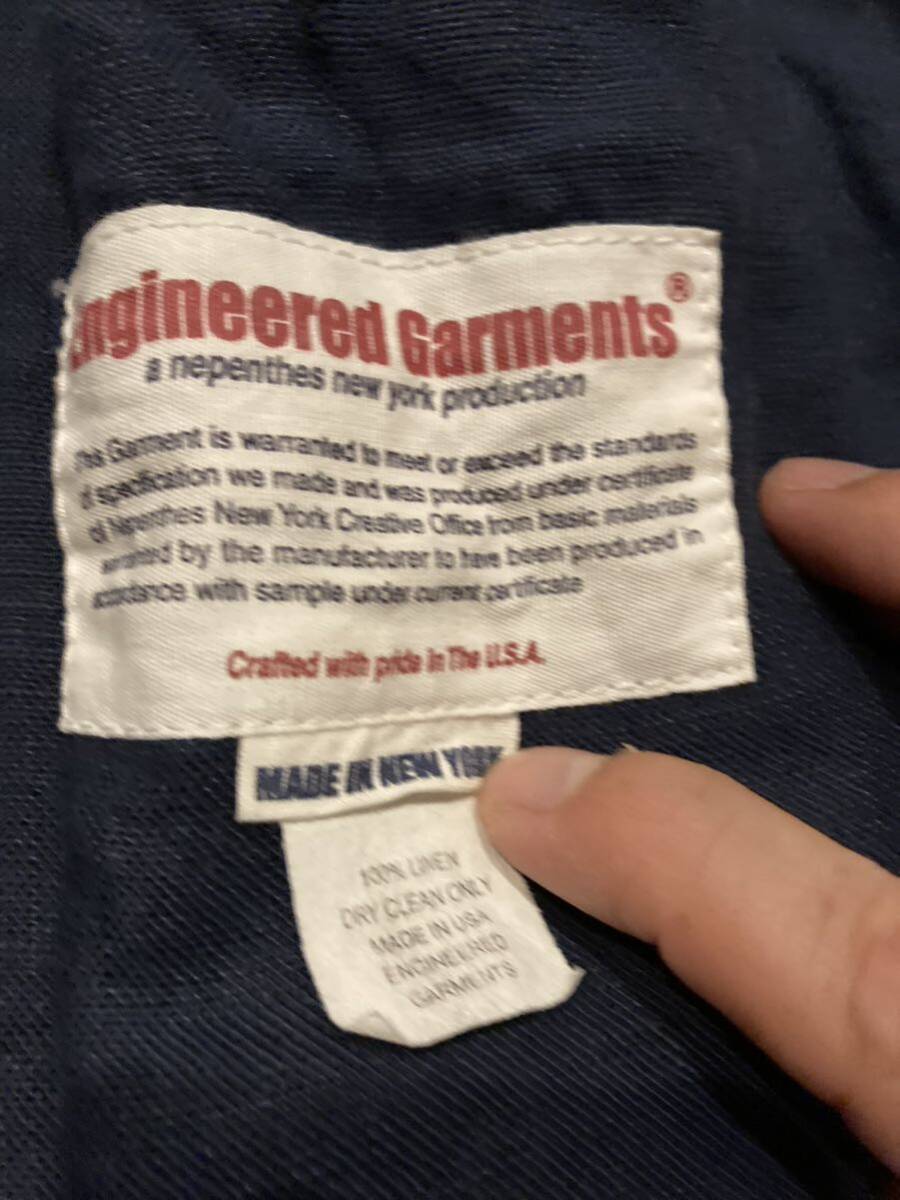 Engineered Garments®
a nepenthes new york production
This Garment is warranted to meet or exceed the standards
of specification we made and was produced under certificate
of Nepenthes New York Creative Office from basic materials
warranted by the manufacturer to have been produced in
accordance with sample under current certificate
Crafted with pride in The U.S.A.
MADE IN NEW YORK
100% LINEN
DRY CLEAN ONLY
MADE IN USA
ENGINEERED
GARMENTS